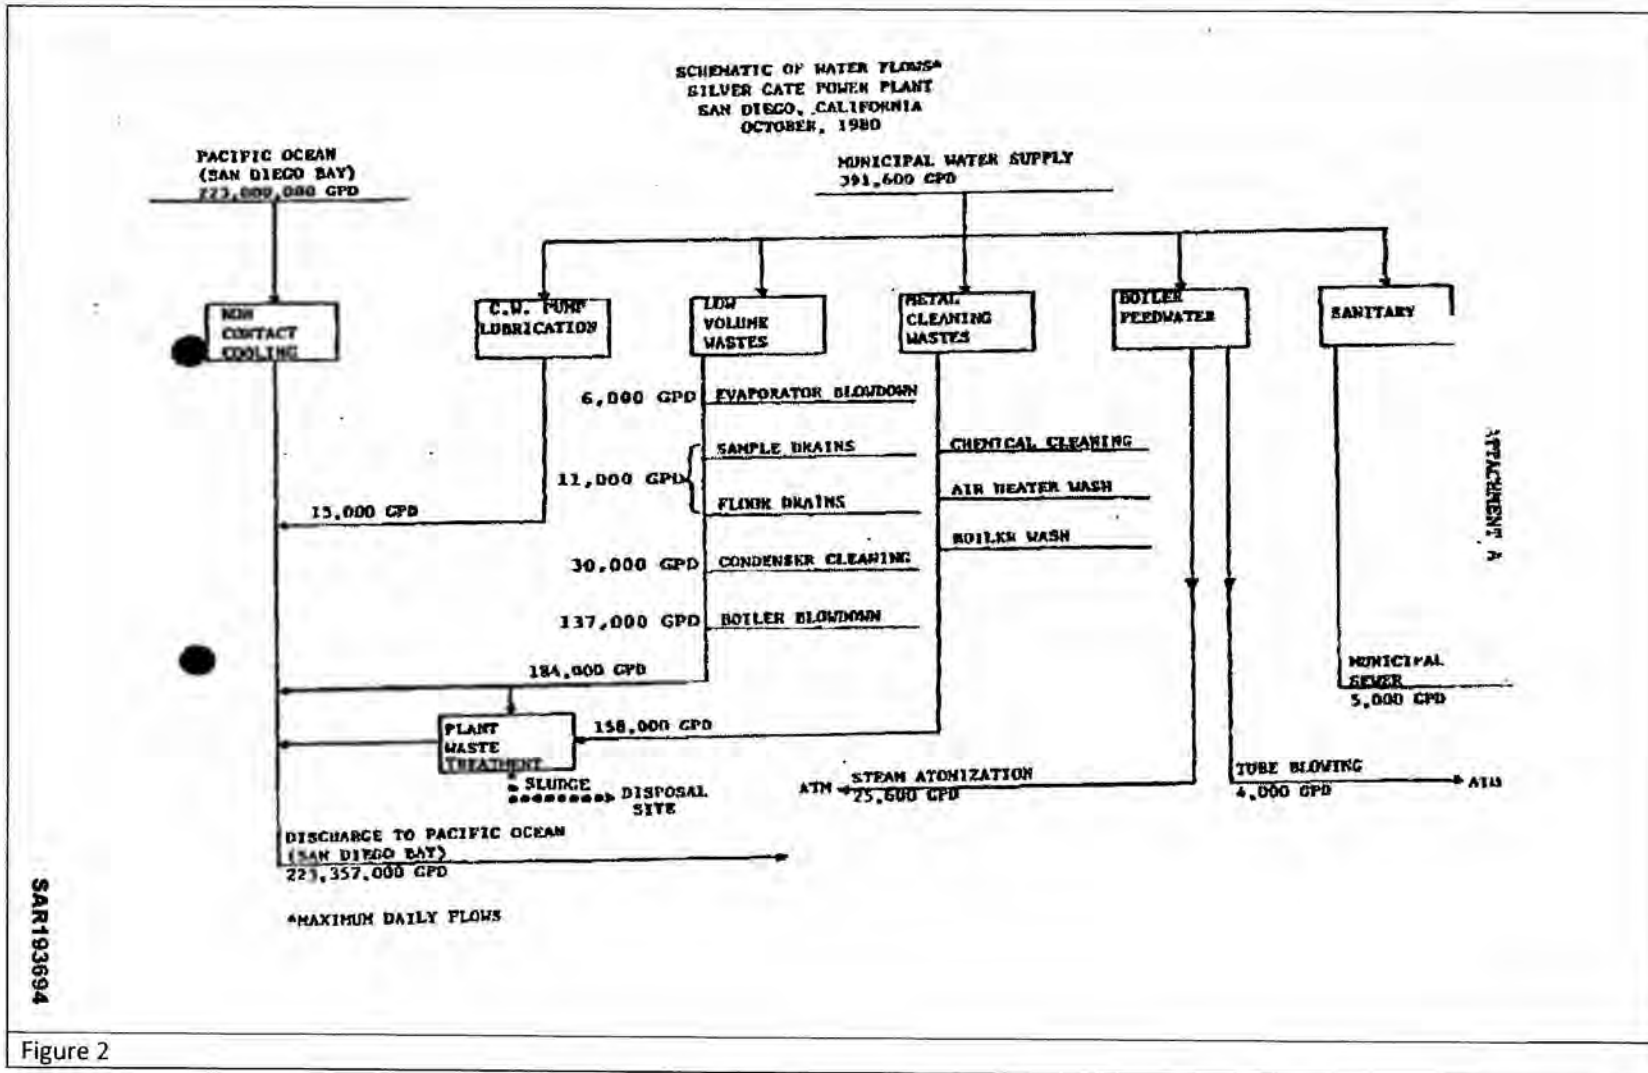 SCHEMATIC OF WATER FLOWS*
SILVER GATE POWER PLANT
SAN DIEGO, CALIFORNIA
OCTOBER, 1980
PACIFIC OCEAN
(SAN DIEGO BAY)
223,000,000 GPD
MUNICIPAL WATER SUPPLY
391,600 GPD
NON
CONTACT
COOLING
C.W. PUMP
LUBRICATION
LOW
VOLUME
WASTES
METAL
CLEANING
WASTES
BOILER
FEEDWATER
SANITARY
6,000 GPD
EVAPORATOR BLOWDOWN
11,000 GPD
SAMPLE DRAINS
FLOOR DRAINS
30,000 GPD
CONDENSER CLEANING
137,000 GPD
BOILER BLOWDOWN
CHEMICAL CLEANING
AIR HEATER WASH
BOILER WASH
15,000 GPD
184,000 GPD
PLANT
WASTE
TREATMENT
158,000 GPD
SLUDGE
DISPOSAL
SITE
ATM
STEAM ATOMIZATION
25,600 GPD
TUBE BLOWING
4,000 GPD
ATM
MUNICIPAL
SEWER
5,000 GPD
DISCHARGE TO PACIFIC OCEAN
(SAN DIEGO BAY)
223,357,000 GPD
*MAXIMUM DAILY FLOWS
ATTACHMENT A
SAR193694
Figure 2